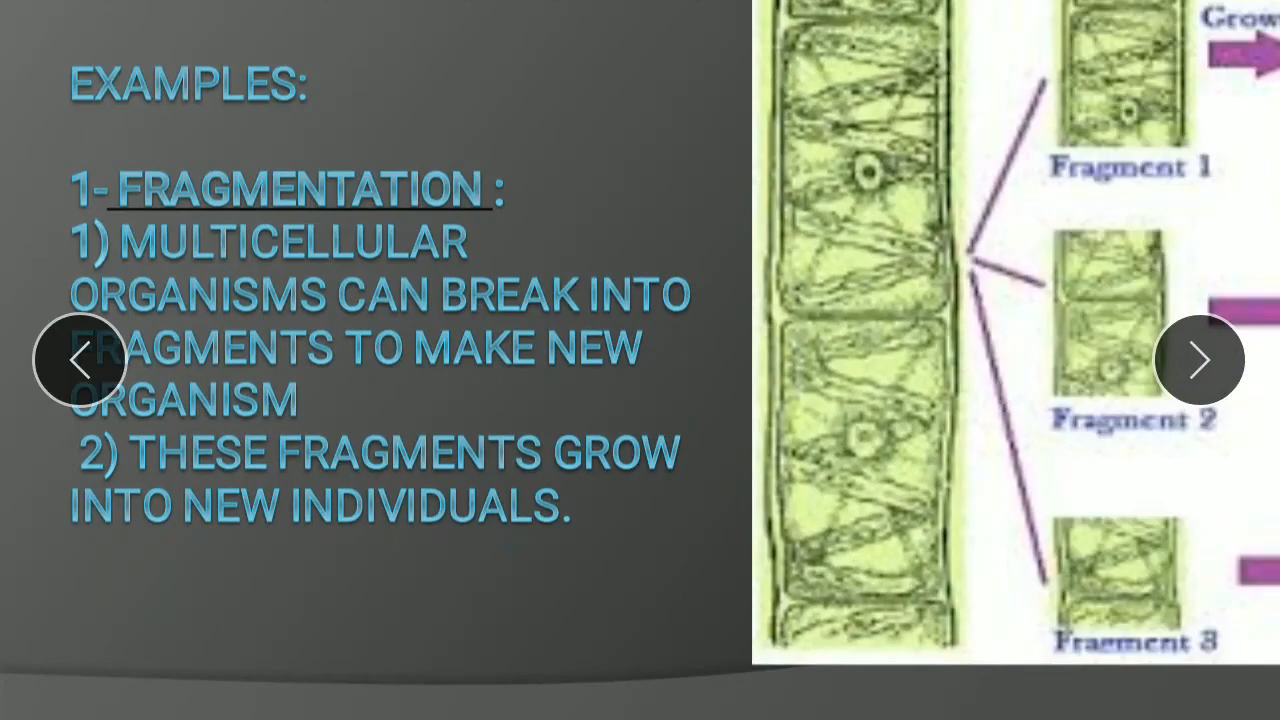 EXAMPLES:
1- FRAGMENTATION :
1) MULTICELLULAR
ORGANISMS CAN BREAK INTO
FRAGMENTS TO MAKE NEW
ORGANISM
2) THESE FRAGMENTS GROW
INTO NEW INDIVIDUALS.
Grow
Fragment 1
Fragment 2
Fragment 3